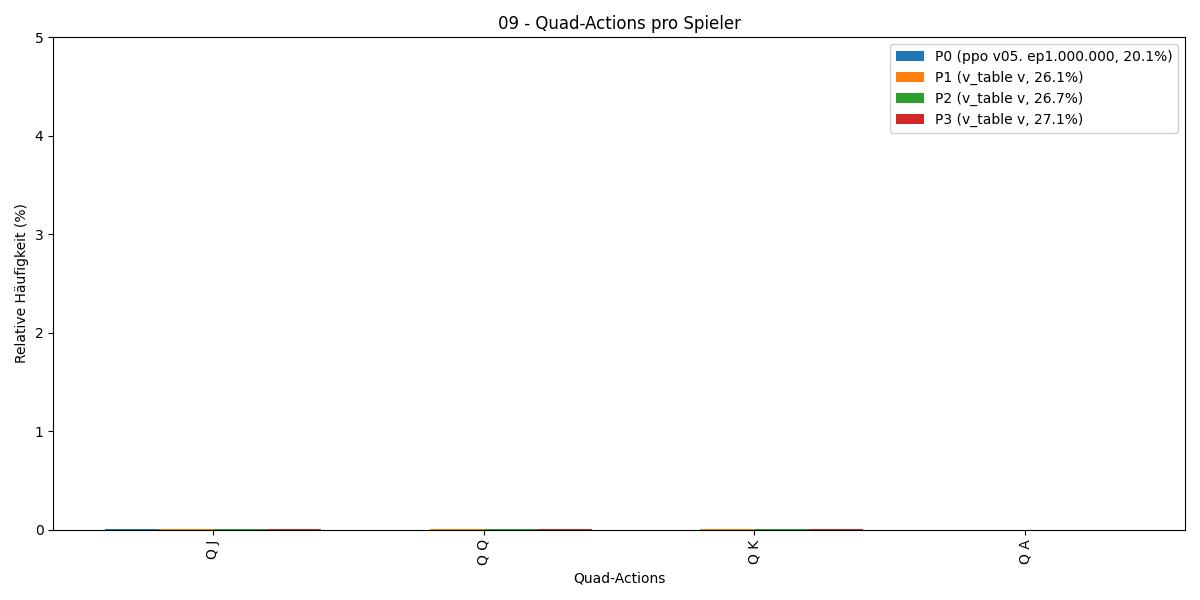 09 - Quad-Actions pro Spieler
P0 (ppo v05. ep1.000.000, 20.1%)
P1 (v_table v, 26.1%)
P2 (v_table v, 26.7%)
P3 (v_table v, 27.1%)
Relative Häufigkeit (%)
5
4
3
2
1
0
Q J
Q Q
Q K
Q A
Quad-Actions